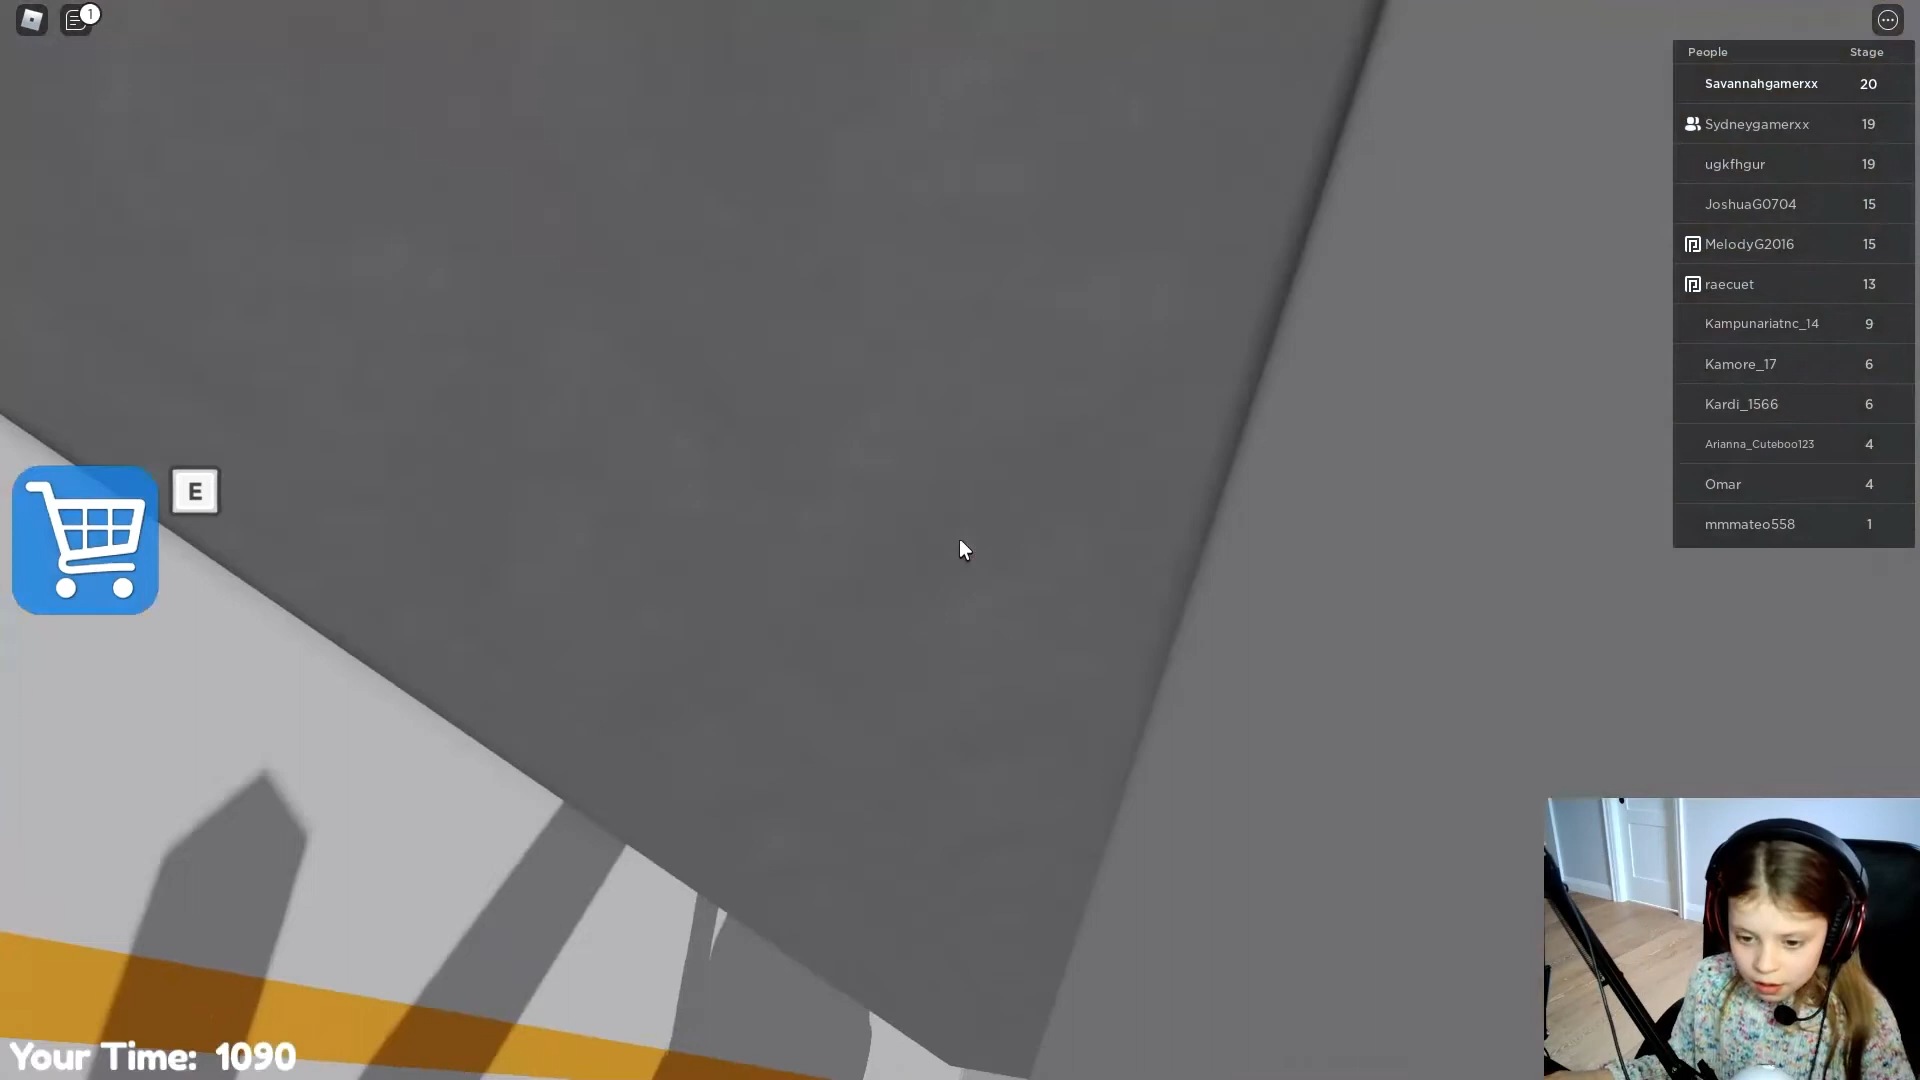 1
People Stage
Savannahgamerxx 20
Sydneygamerxx 19
ugkfhgur 19
JoshuaG0704 15
MelodyG2016 15
raecuet 13
Kampunariatnc_14 9
Kamore_17 6
Kardi_1566 6
Arianna_Cuteboo123 4
Omar 4
mmmateo558 1
E
Your Time: 1090